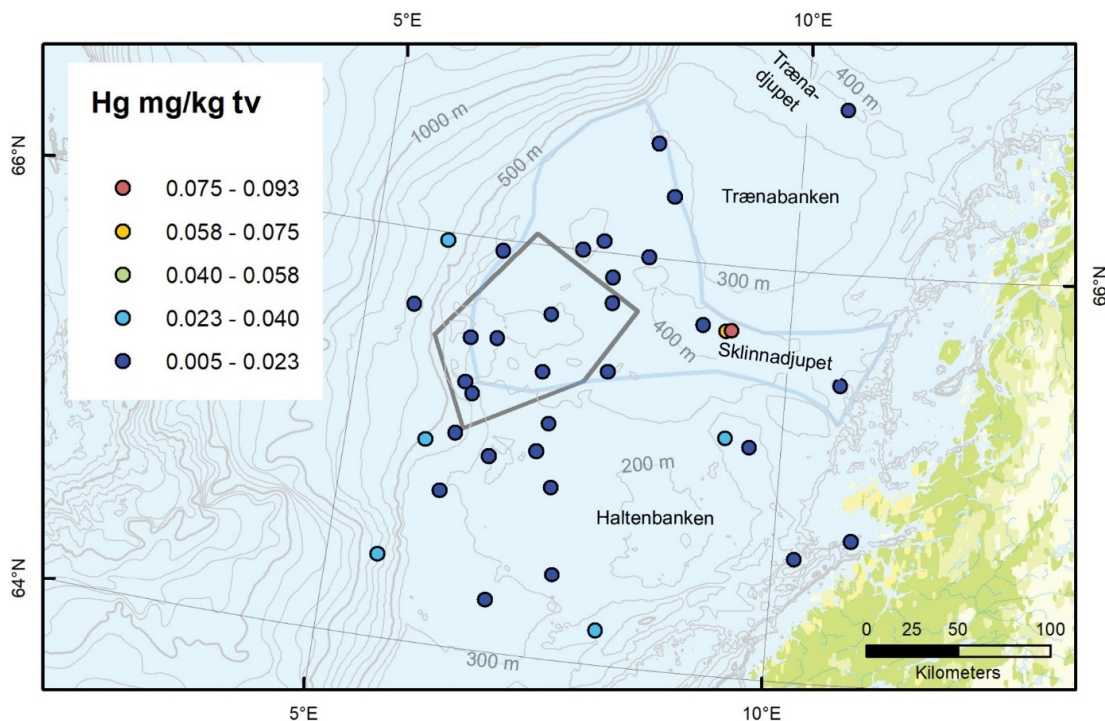 5°E
10°E
Hg mg/kg tv
0.075 - 0.093
0.058 - 0.075
0.040 - 0.058
0.023 - 0.040
0.005 - 0.023
1000 m
500 m
Træna-
djupet
400 m
66°N
Trænabanken
300 m
66°N
400 m
Sklinnadjupet
200 m
Haltenbanken
64°N
300 m
0 25 50 100
Kilometers
5°E
10°E